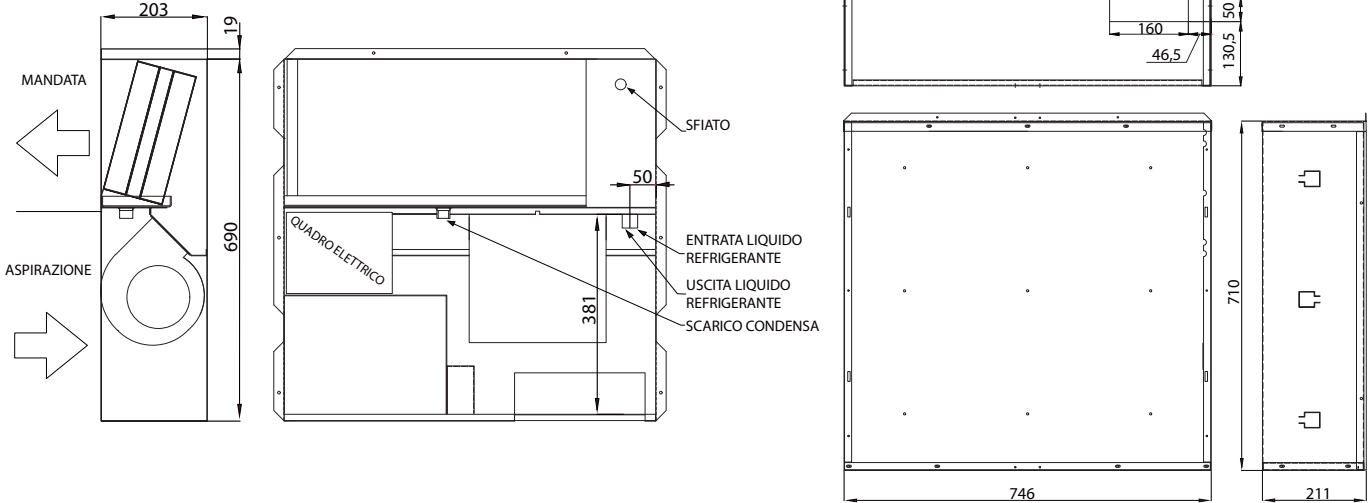 203
19
MANDATA
ASPIRAZIONE
690
SFIATO
50
QUADRO ELETTRICO
ENTRATA LIQUIDO
REFRIGERANTE
USCITA LIQUIDO
REFRIGERANTE
SCARICO CONDENSA
381
160
46,5
50
130,5
710
746
211